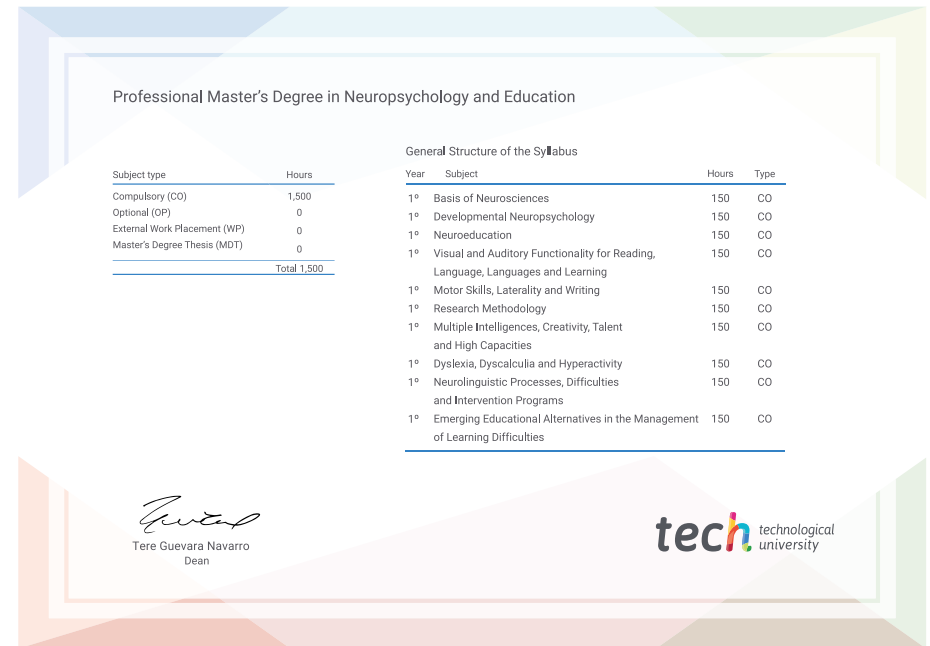 Professional Master's Degree in Neuropsychology and Education
Subject type Hours
Compulsory (CO) 1,500
Optional (OP) 0
External Work Placement (WP) 0
Master's Degree Thesis (MDT) 0
Total 1,500
General Structure of the Syllabus
Year Subject Hours Type
1º Basis of Neurosciences 150 CO
1º Developmental Neuropsychology 150 CO
1º Neuroeducation 150 CO
1º Visual and Auditory Functionality for Reading, 150 CO
Language, Languages and Learning
1º Motor Skills, Laterality and Writing 150 CO
1º Research Methodology 150 CO
1º Multiple Intelligences, Creativity, Talent 150 CO
and High Capacities
1º Dyslexia, Dyscalculia and Hyperactivity 150 CO
1º Neurolinguistic Processes, Difficulties 150 CO
and Intervention Programs
1º Emerging Educational Alternatives in the Management 150 CO
of Learning Difficulties
Tere Guevara Navarro
Dean
tech technological
university